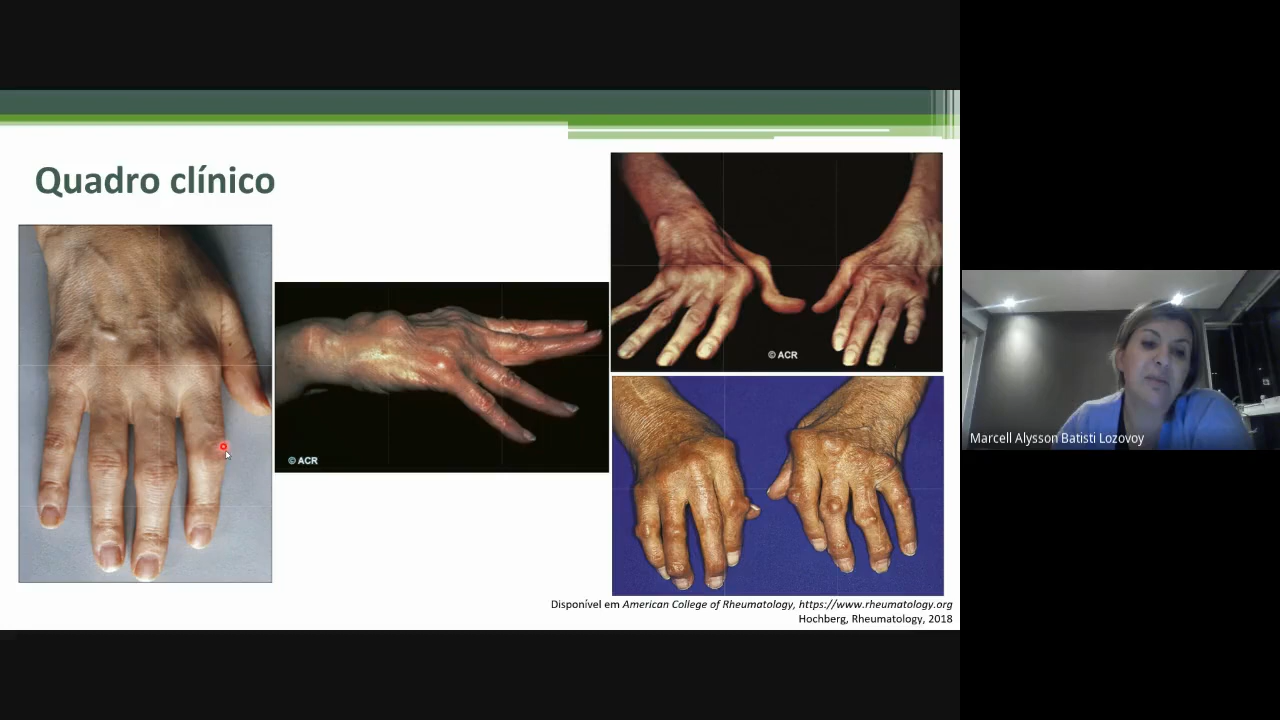 Quadro clínico
© ACR
© ACR
Disponível em American College of Rheumatology, https://www.rheumatology.org
Hochberg, Rheumatology, 2018
Marcell Alysson Batisti Lozovoy